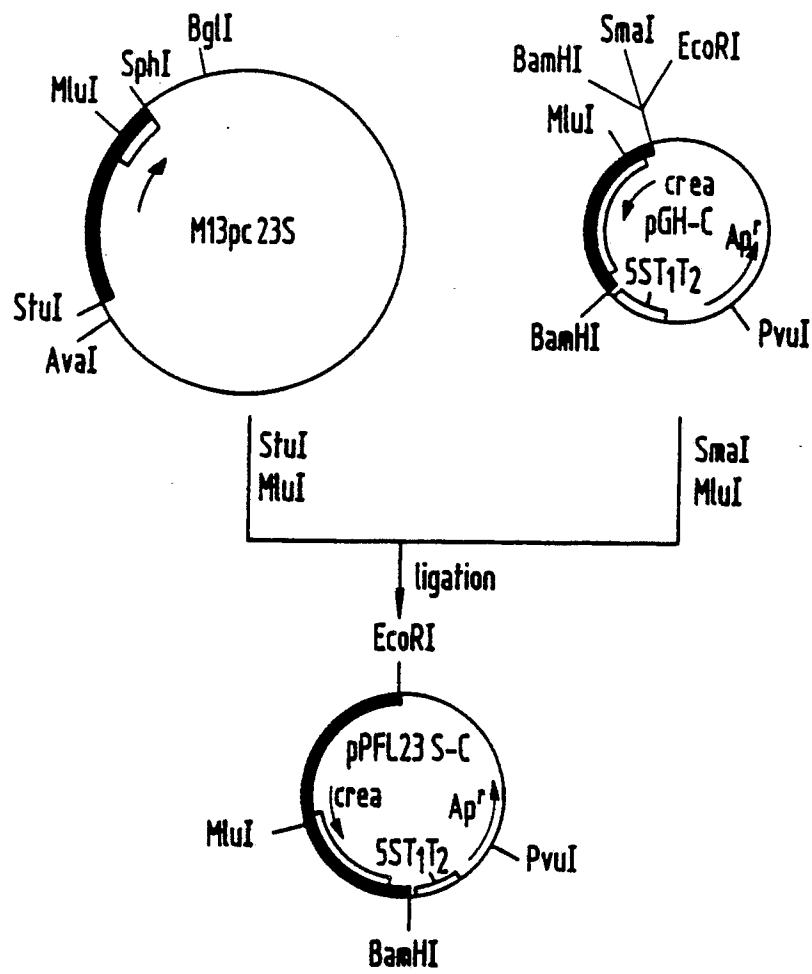 BglI
SphI
MluI
M13pc23S
StuI
AvaI
SmaI
EcoRI
BamHI
MluI
crea
pGH-C
Apʳ
5ST₁T₂
BamHI
PvuI
StuI
MluI
SmaI
MluI
ligation
EcoRI
pPFL23 S-C
crea
Apʳ
MluI
5ST₁T₂
PvuI
BamHI